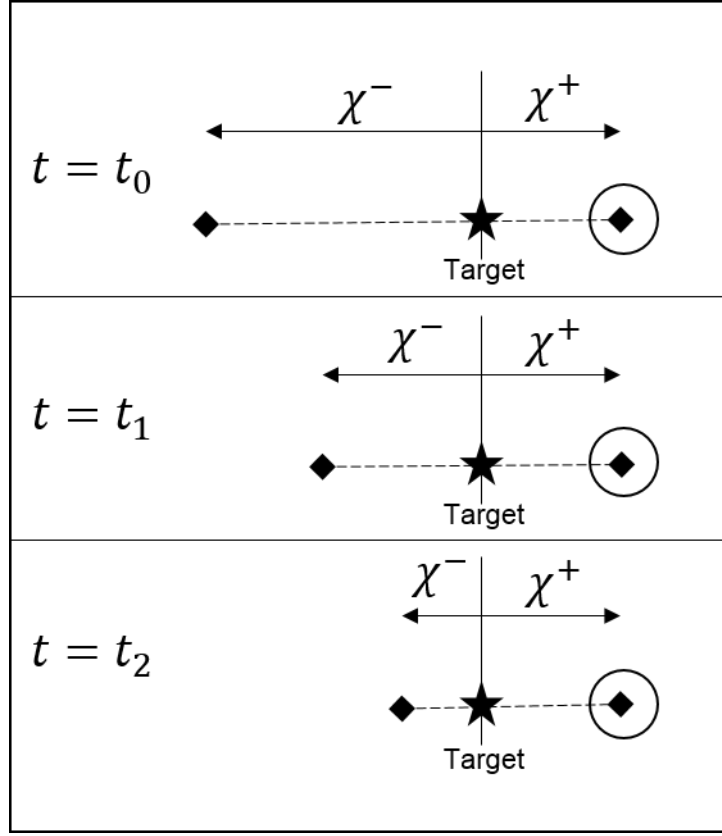 χ⁻ χ⁺
t = t₀
Target
χ⁻ χ⁺
t = t₁
Target
χ⁻ χ⁺
t = t₂
Target